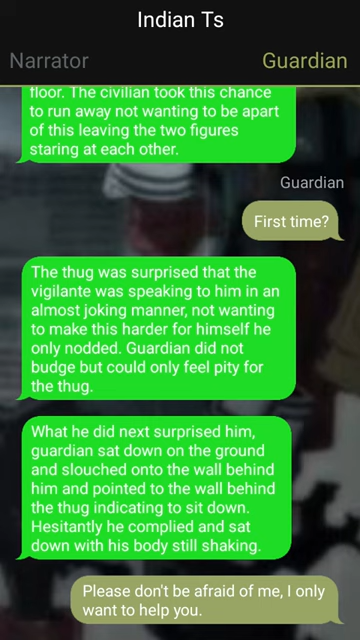 Indian Ts
Narrator
Guardian
floor. The civilian took this chance
to run away not wanting to be apart
of this leaving the two figures
staring at each other.
Guardian
First time?
The thug was surprised that the
vigilante was speaking to him in an
almost joking manner, not wanting
to make this harder for himself he
only nodded. Guardian did not
budge but could only feel pity for
the thug.
What he did next surprised him,
guardian sat down on the ground
and slouched onto the wall behind
him and pointed to the wall behind
the thug indicating to sit down.
Hesitantly he complied and sat
down with his body still shaking.
Please don't be afraid of me, I only
want to help you.